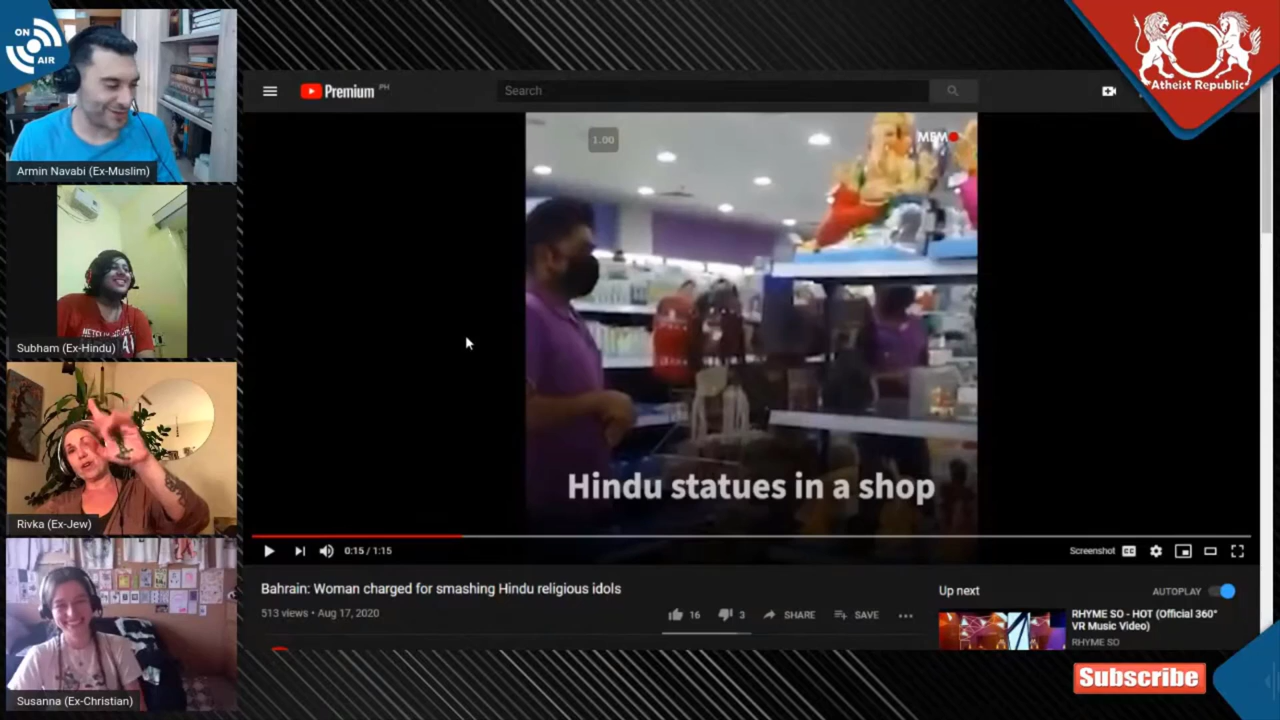 ON
AIR
Armin Navabi (Ex-Muslim)
Subham (Ex-Hindu)
Rivka (Ex-Jew)
Susanna (Ex-Christian)
Premium PH
Search
1.00
MEM
Hindu statues in a shop
0:15 / 1:15
Screenshot
CC
Bahrain: Woman charged for smashing Hindu religious idols
513 views • Aug 17, 2020
16
3
SHARE
SAVE
Up next
AUTOPLAY
RHYME SO - HOT (Official 360°
VR Music Video)
RHYME SO
Atheist Republic
Subscribe